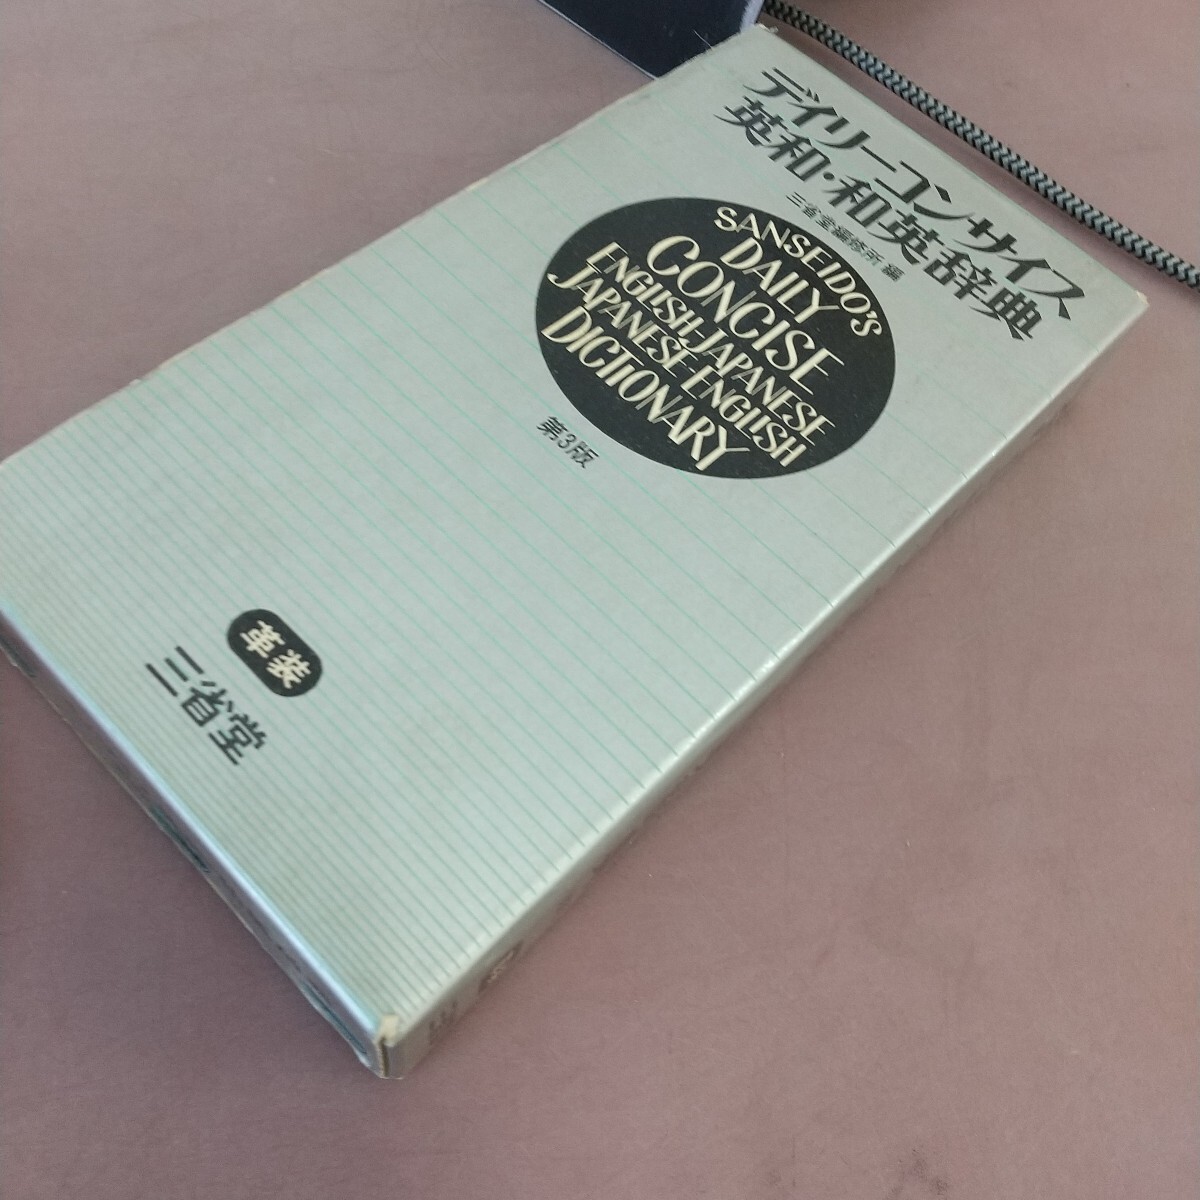 デイリーコンサイス
英和・和英辞典
三省堂編修所 編
SANSEIDO'S
DAILY
CONCISE
ENGLISH-JAPANESE
JAPANESE-ENGLISH
DICTIONARY
第3版
革装
三省堂